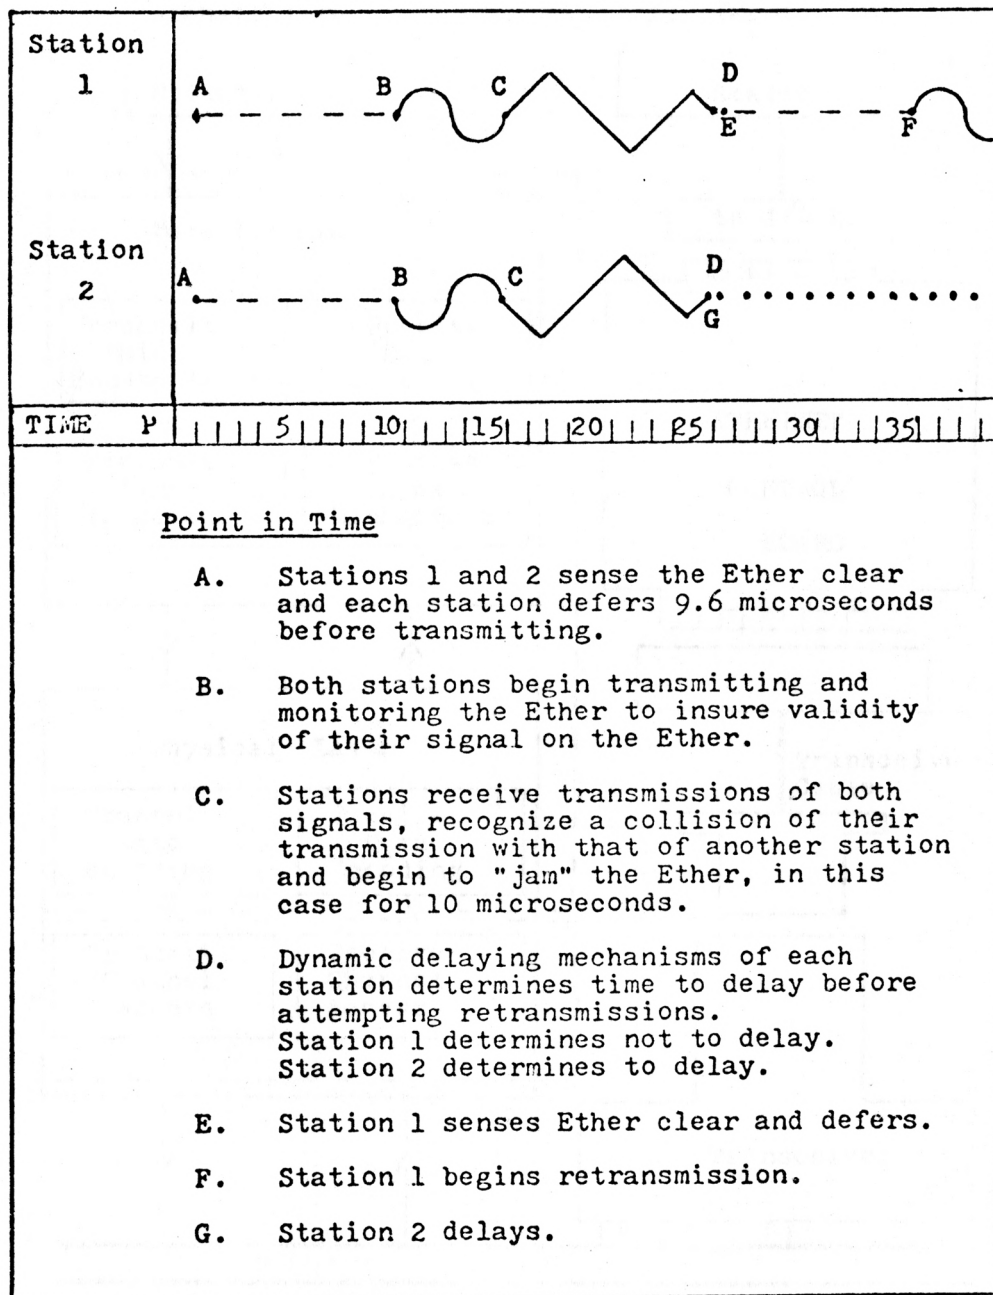 Station
1
A
B
C
D
E
F
Station
2
A
B
C
D
G
TIME µ 5 10 15 20 25 30 35
Point in Time
A. Stations 1 and 2 sense the Ether clear
and each station defers 9.6 microseconds
before transmitting.
B. Both stations begin transmitting and
monitoring the Ether to insure validity
of their signal on the Ether.
C. Stations receive transmissions of both
signals, recognize a collision of their
transmission with that of another station
and begin to "jam" the Ether, in this
case for 10 microseconds.
D. Dynamic delaying mechanisms of each
station determines time to delay before
attempting retransmissions.
Station 1 determines not to delay.
Station 2 determines to delay.
E. Station 1 senses Ether clear and defers.
F. Station 1 begins retransmission.
G. Station 2 delays.